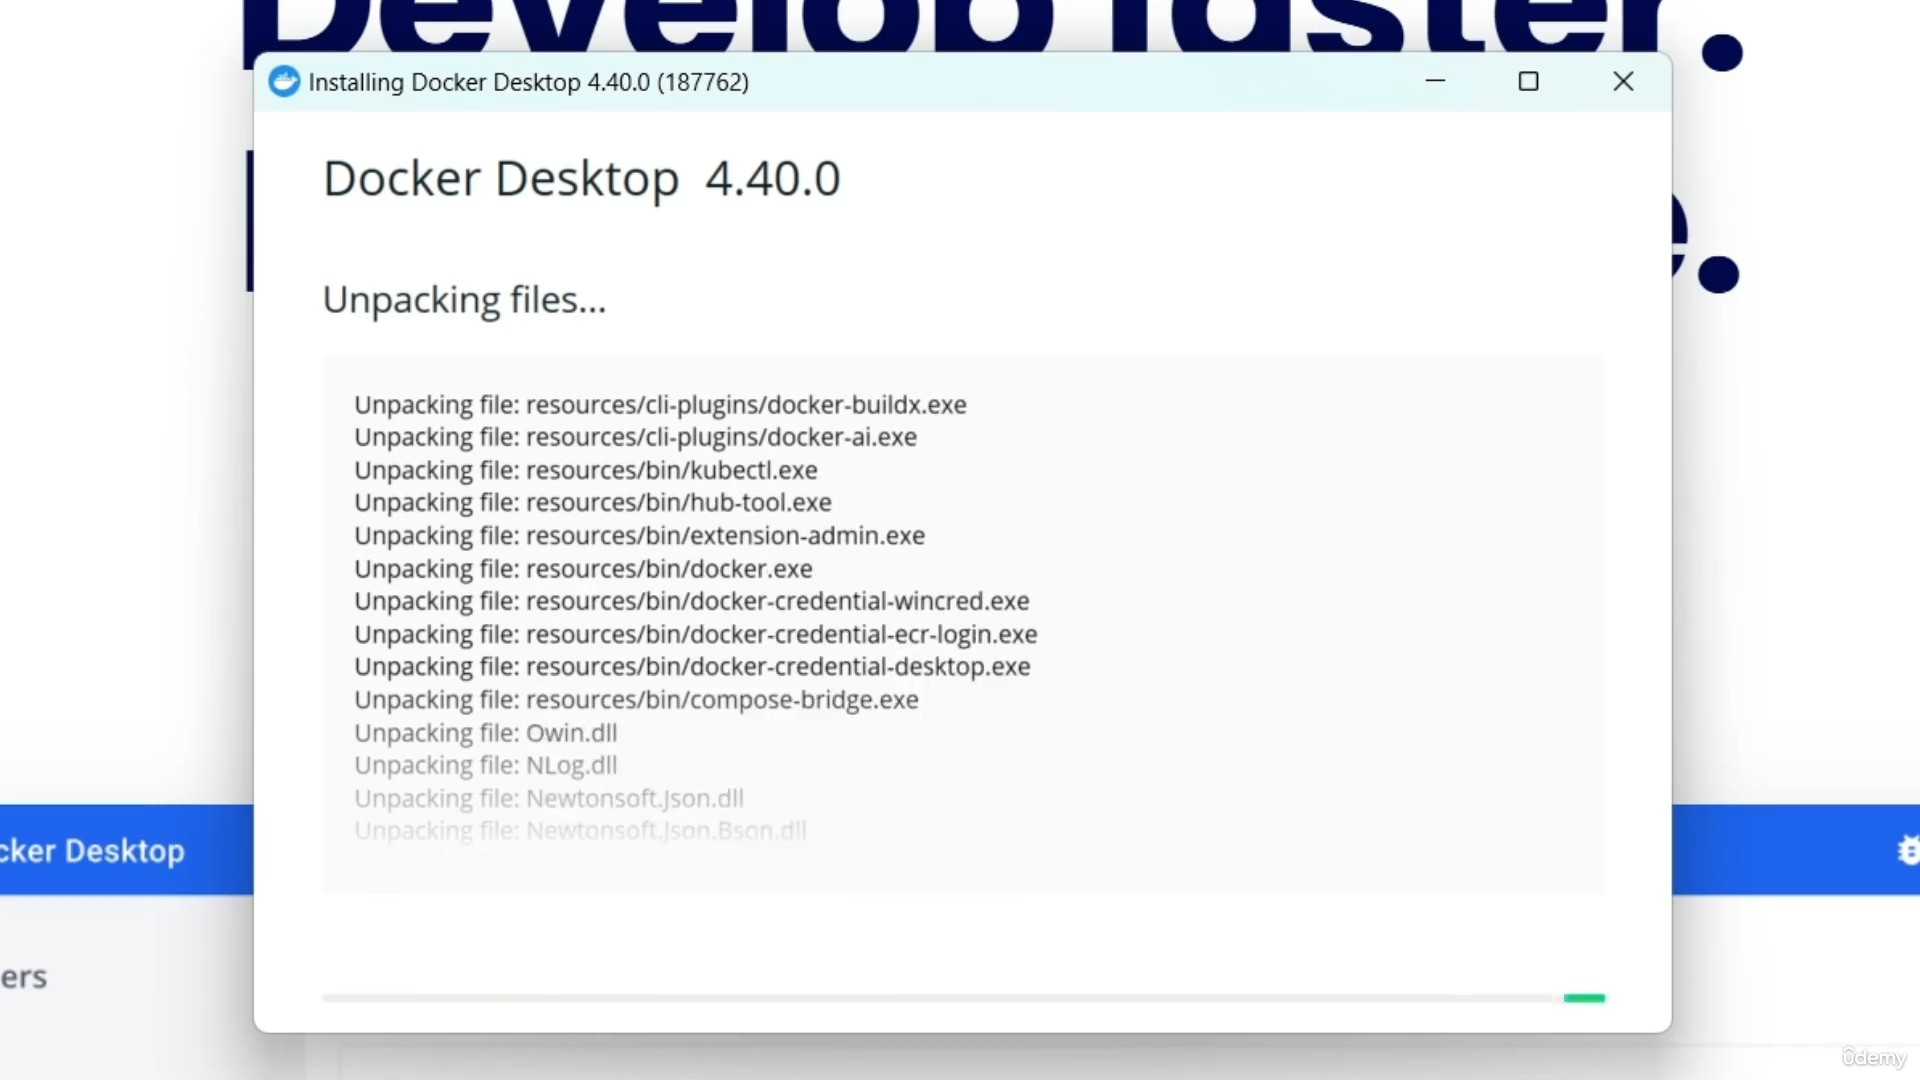 Develop faster.
e.
Installing Docker Desktop 4.40.0 (187762)
Docker Desktop 4.40.0
Unpacking files...
Unpacking file: resources/cli-plugins/docker-buildx.exe
Unpacking file: resources/cli-plugins/docker-ai.exe
Unpacking file: resources/bin/kubectl.exe
Unpacking file: resources/bin/hub-tool.exe
Unpacking file: resources/bin/extension-admin.exe
Unpacking file: resources/bin/docker.exe
Unpacking file: resources/bin/docker-credential-wincred.exe
Unpacking file: resources/bin/docker-credential-ecr-login.exe
Unpacking file: resources/bin/docker-credential-desktop.exe
Unpacking file: resources/bin/compose-bridge.exe
Unpacking file: Owin.dll
Unpacking file: NLog.dll
Unpacking file: Newtonsoft.Json.dll
Unpacking file: Newtonsoft.Json.Bson.dll
cker Desktop
ers
ûdemy